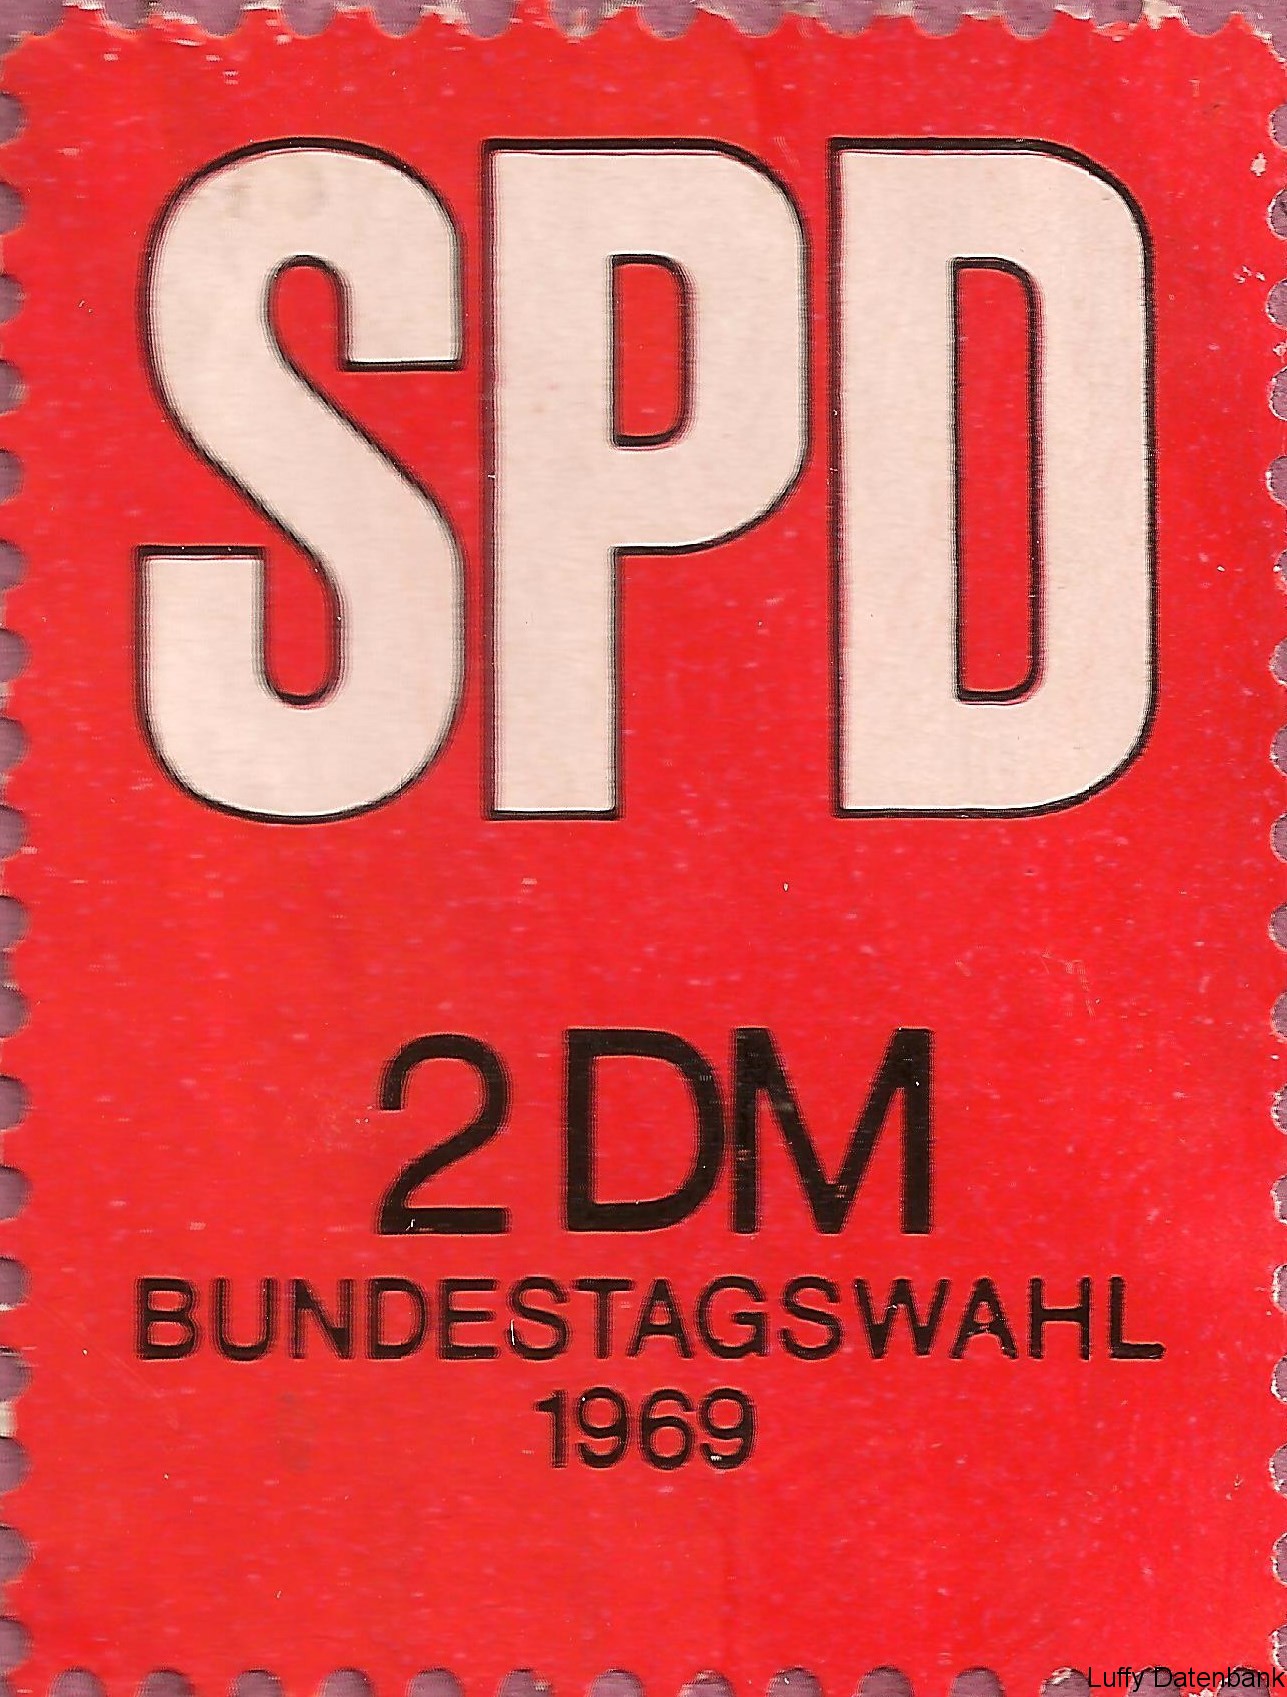 SPD
2 DM
BUNDESTAGSWAHL
1969
Luffy Datenbank